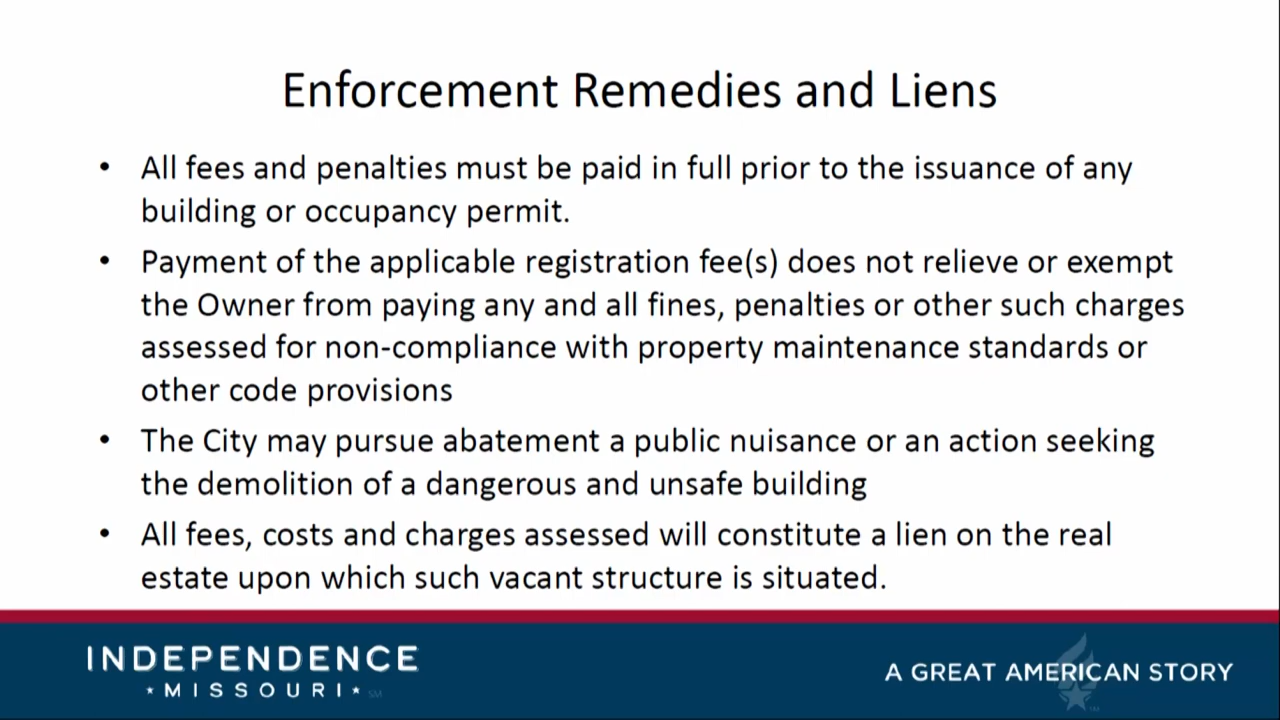 Enforcement Remedies and Liens
• All fees and penalties must be paid in full prior to the issuance of any
building or occupancy permit.
• Payment of the applicable registration fee(s) does not relieve or exempt
the Owner from paying any and all fines, penalties or other such charges
assessed for non-compliance with property maintenance standards or
other code provisions
• The City may pursue abatement a public nuisance or an action seeking
the demolition of a dangerous and unsafe building
• All fees, costs and charges assessed will constitute a lien on the real
estate upon which such vacant structure is situated.
INDEPENDENCE
★ MISSOURI ★ SM
A GREAT AMERICAN STORY
TM